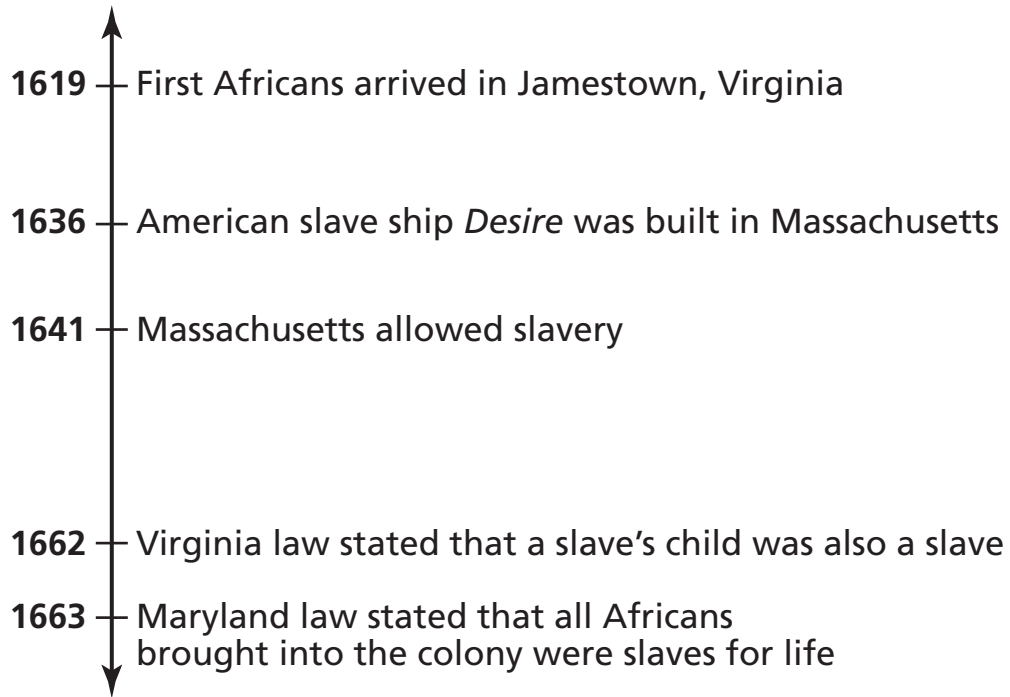 1619 First Africans arrived in Jamestown, Virginia
1636 American slave ship Desire was built in Massachusetts
1641 Massachusetts allowed slavery
1662 Virginia law stated that a slave's child was also a slave
1663 Maryland law stated that all Africans
brought into the colony were slaves for life